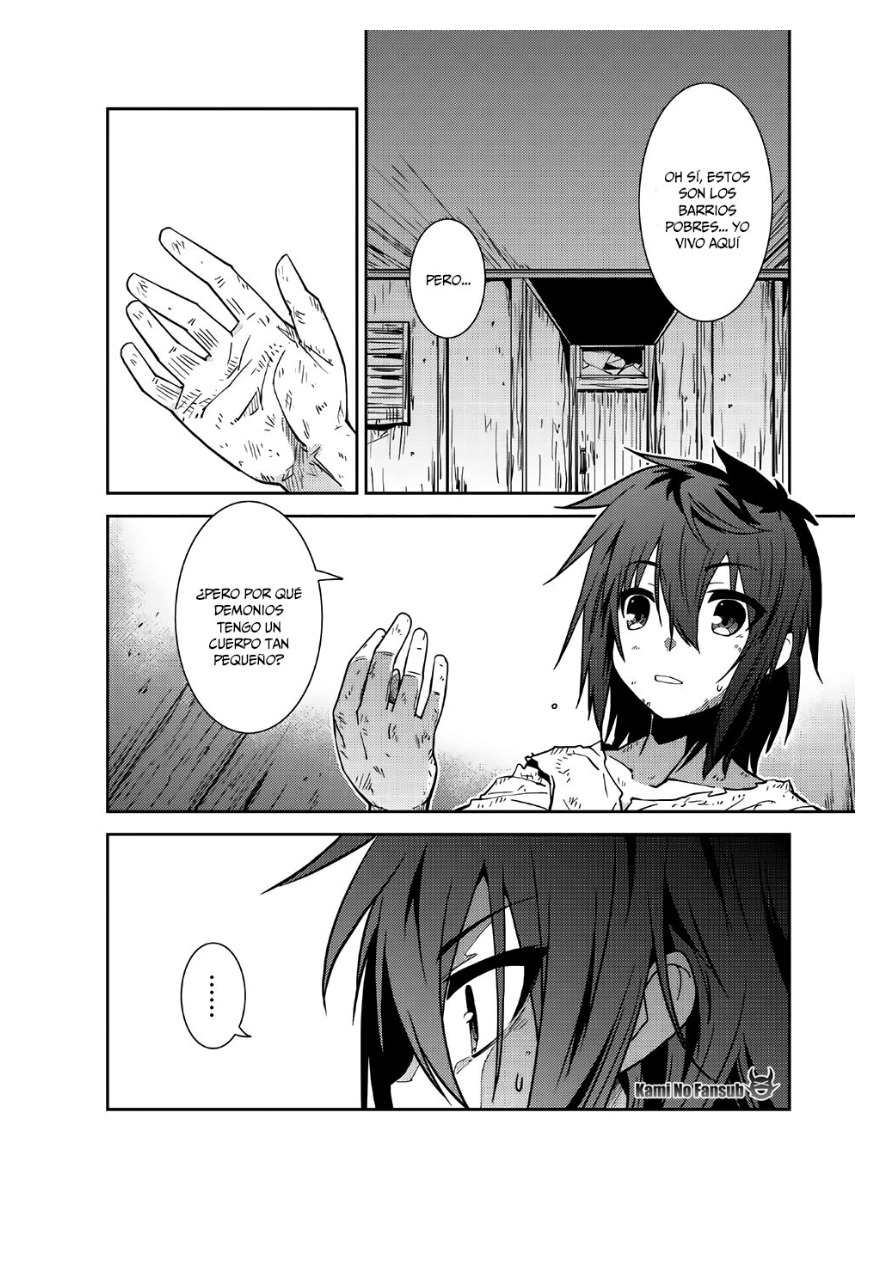 OH SÍ, ESTOS
SON LOS
BARRIOS
POBRES... YO
VIVO AQUÍ
PERO...
¿PERO POR QUÉ
DEMONIOS
TENGO UN
CUERPO TAN
PEQUEÑO?
......
Kami No Fansub